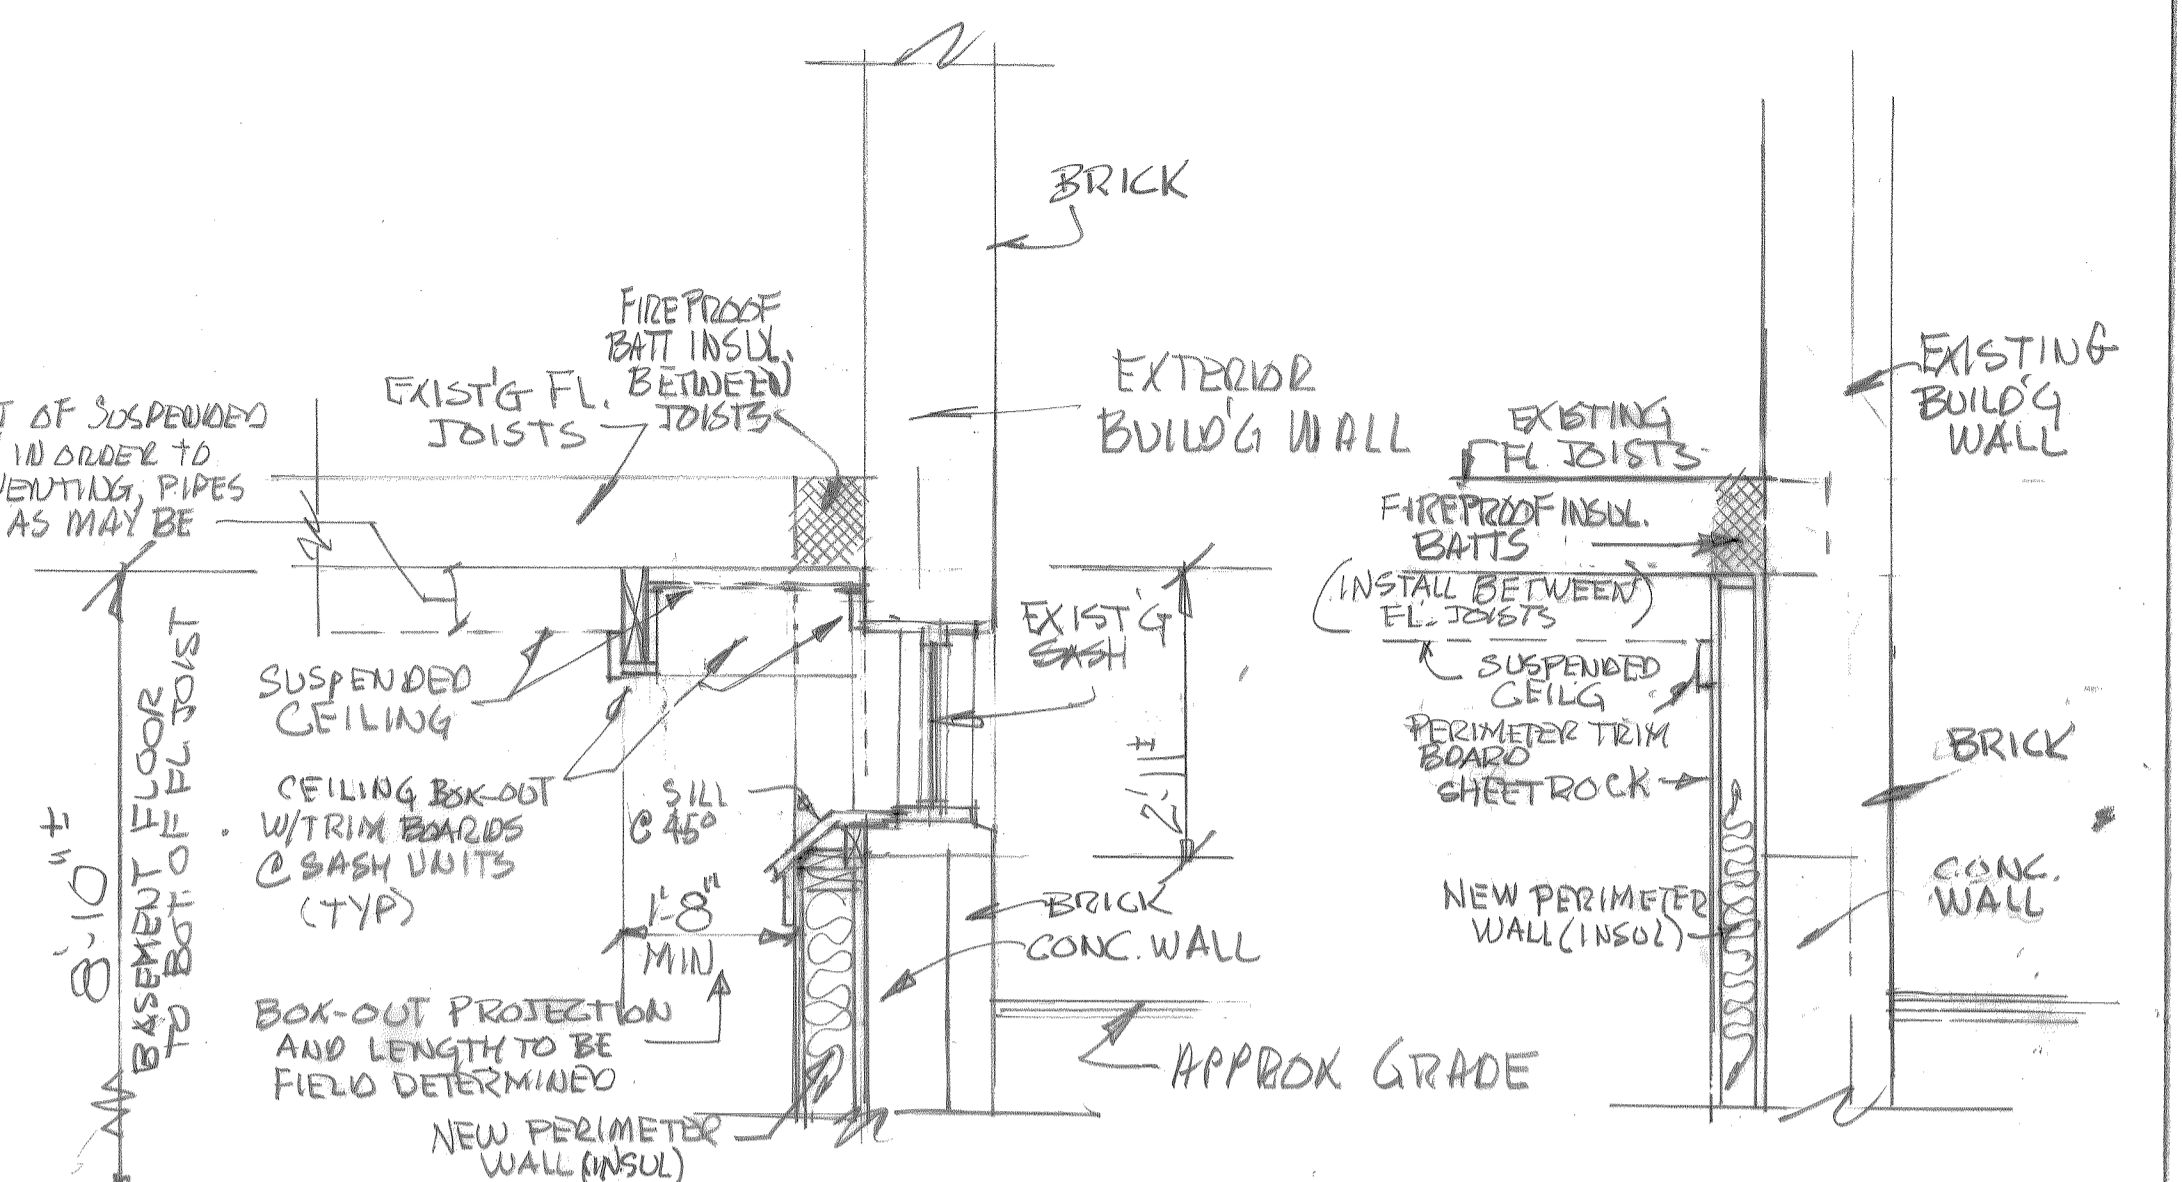 BRICK
FIREPROOF
BATT INSUL.
BETWEEN
JOISTS
EXIST'G FL.
JOISTS
EXTERIOR
BUILD'G WALL
OF SUSPENDED
IN ORDER TO
VENTING, PIPES
AS MAY BE
EXIST'G
SASH
SUSPENDED
CEILING
CEILING BOX-OUT
W/TRIM BOARDS
@ SASH UNITS
(TYP)
SILL
@ 45°
2'-11"±
8'-10"±
BASEMENT FLOOR
TO BOT OF FL JOIST
1'-8"
MIN
BRICK
CONC. WALL
BOX-OUT PROJECTION
AND LENGTH TO BE
FIELD DETERMINED
APPROX GRADE
NEW PERIMETER
WALL (INSUL)
EXISTING
BUILD'G
WALL
EXISTING
FL. JOISTS
FIREPROOF INSUL.
BATTS
(INSTALL BETWEEN
FL. JOISTS)
SUSPENDED
CEIL'G
PERIMETER TRIM
BOARD
SHEETROCK
BRICK
CONC.
WALL
NEW PERIMETER
WALL (INSUL)